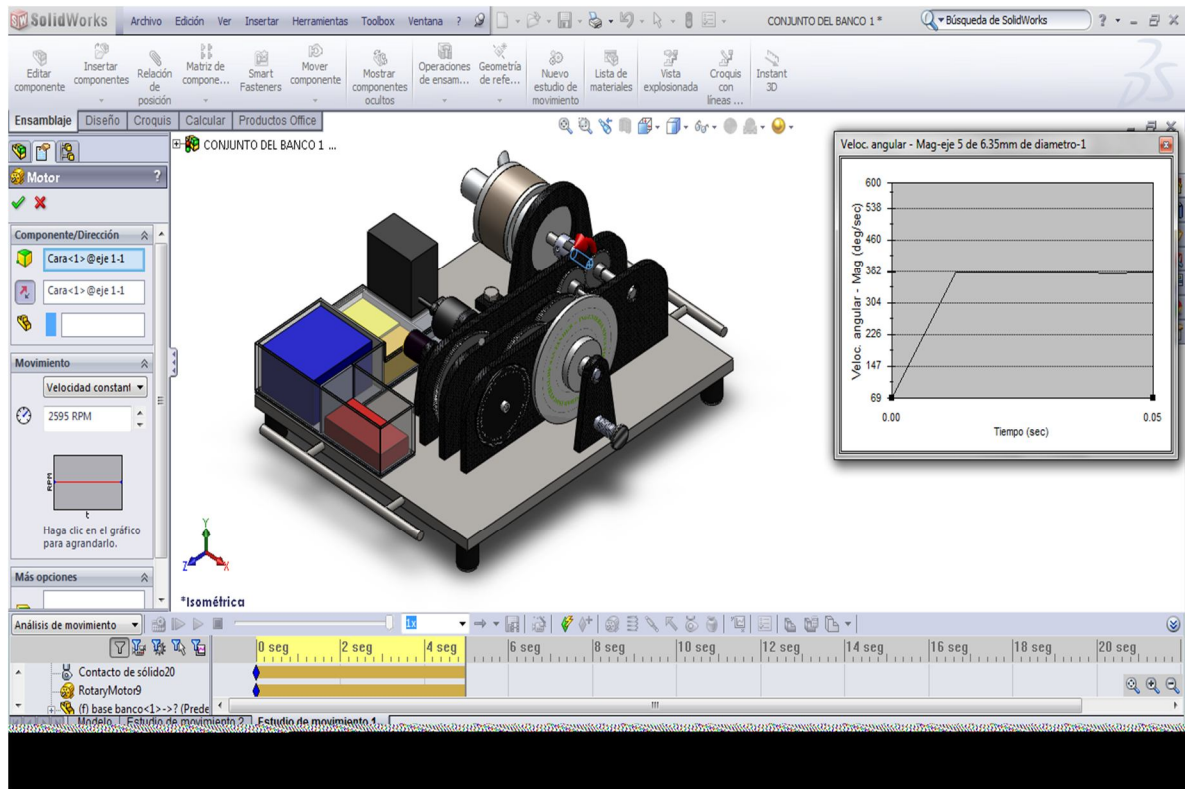 SolidWorks Archivo Edición Ver Insertar Herramientas Toolbox Ventana ? CONJUNTO DEL BANCO 1 * Búsqueda de SolidWorks ?
Editar componente
Insertar componentes
Relación de posición
Matriz de compone...
Smart Fasteners
Mover componente
Mostrar componentes ocultos
Operaciones de ensam...
Geometría de refe...
Nuevo estudio de movimiento
Lista de materiales
Vista explosionada
Croquis con líneas ...
Instant 3D
Ensamblaje Diseño Croquis Calcular Productos Office
CONJUNTO DEL BANCO 1 ...
Motor ?
Componente/Dirección
Cara<1>@eje 1-1
Cara<1>@eje 1-1
Movimiento
Velocidad constant
2595 RPM
RPM
t
Haga clic en el gráfico
para agrandarlo.
Más opciones
Y
Z
X
*Isométrica
Veloc. angular - Mag-eje 5 de 6.35mm de diametro-1
Veloc. angular - Mag (deg/sec)
600
538
460
382
304
226
147
69
0.00
0.05
Tiempo (sec)
Análisis de movimiento 1x
0 seg 2 seg 4 seg 6 seg 8 seg 10 seg 12 seg 14 seg 16 seg 18 seg 20 seg
Contacto de sólido20
RotaryMotor9
(f) base banco<1>->? (Prede
Modelo Estudio de movimiento 2 Estudio de movimiento 1